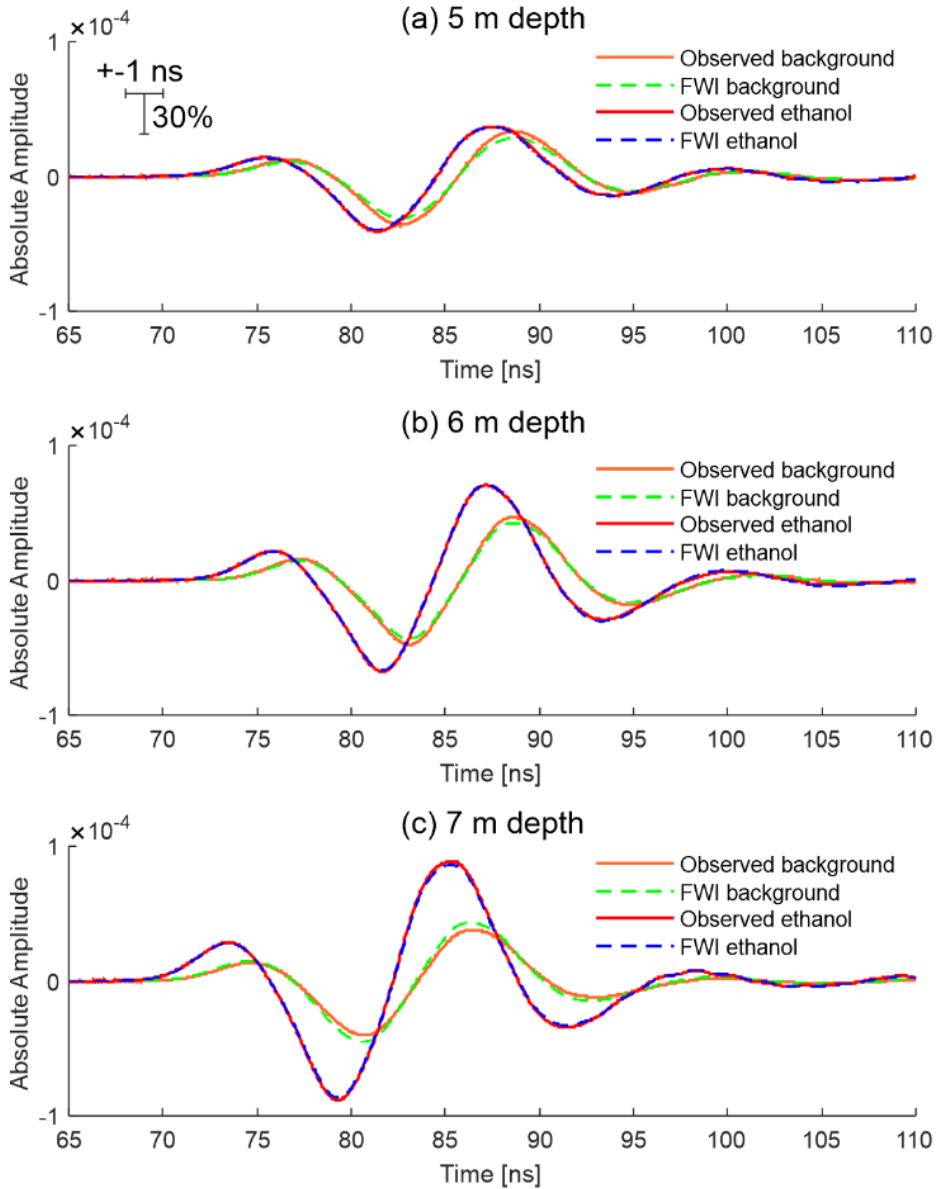 (a) 5 m depth
×10⁻⁴
1
+-1 ns
30%
Observed background
FWI background
Observed ethanol
FWI ethanol
Absolute Amplitude
0
-1
65 70 75 80 85 90 95 100 105 110
Time [ns]
(b) 6 m depth
×10⁻⁴
1
Observed background
FWI background
Observed ethanol
FWI ethanol
Absolute Amplitude
0
-1
65 70 75 80 85 90 95 100 105 110
Time [ns]
(c) 7 m depth
×10⁻⁴
1
Observed background
FWI background
Observed ethanol
FWI ethanol
Absolute Amplitude
0
-1
65 70 75 80 85 90 95 100 105 110
Time [ns]